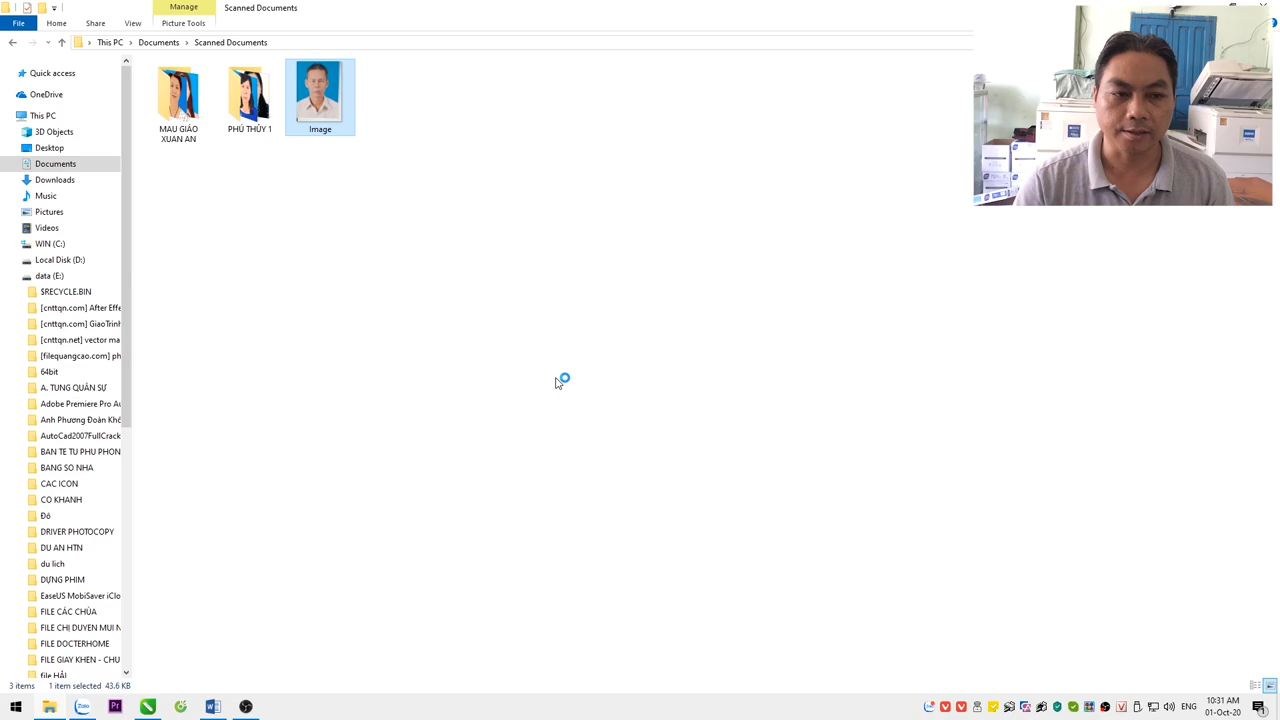 Manage
Scanned Documents
File
Home
Share
View
Picture Tools
This PC
Documents
Scanned Documents
Quick access
OneDrive
This PC
3D Objects
Desktop
Documents
Downloads
Music
Pictures
Videos
WIN (C:)
Local Disk (D:)
data (E:)
$RECYCLE.BIN
[cnttqn.com] After Effe
[cnttqn.com] GiaoTrinh
[cnttqn.net] vector ma
[filequangcao.com] ph
64bit
A. TUNG QUÂN SỰ
Adobe Premiere Pro Au
Anh Phương Đoàn Khố
AutoCad2007FullCrack
BAN TE TU PHU PHON
BANG SO NHA
CAC ICON
CO KHANH
Đô
DRIVER PHOTOCOPY
DU AN HTN
du lich
DỰNG PHIM
EaseUS MobiSaver iClo
FILE CÁC CHÙA
FILE CHỊ DUYEN MUI N
FILE DOCTERHOME
FILE GIAY KHEN - CHU
file HẢI
MAU GIÁO
XUAN AN
PHÚ THỦY 1
Image
3 items
1 item selected 43.6 KB
Zalo
Pr
ENG
10:31 AM
01-Oct-20